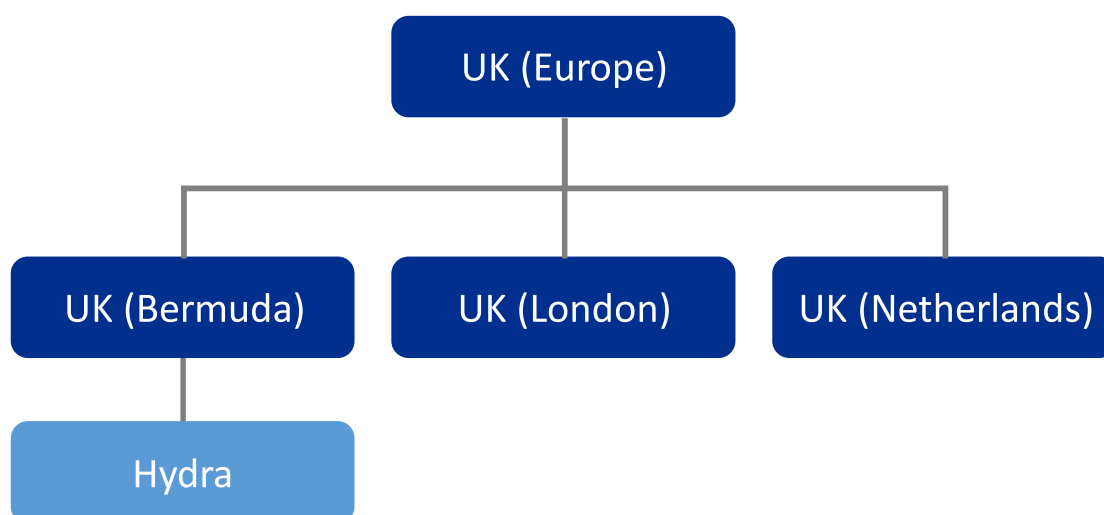 UK (Europe)
UK (Bermuda)
UK (London)
UK (Netherlands)
Hydra